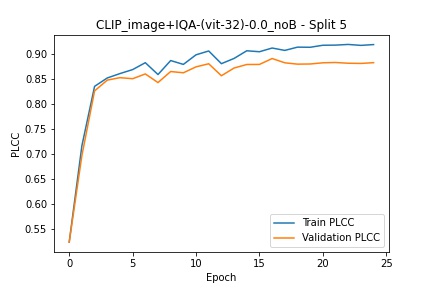 CLIP_image+IQA-(vit-32)-0.0_noB - Split 5
0.90
0.85
0.80
0.75
0.70
0.65
0.60
0.55
PLCC
Train PLCC
Validation PLCC
0 5 10 15 20 25
Epoch